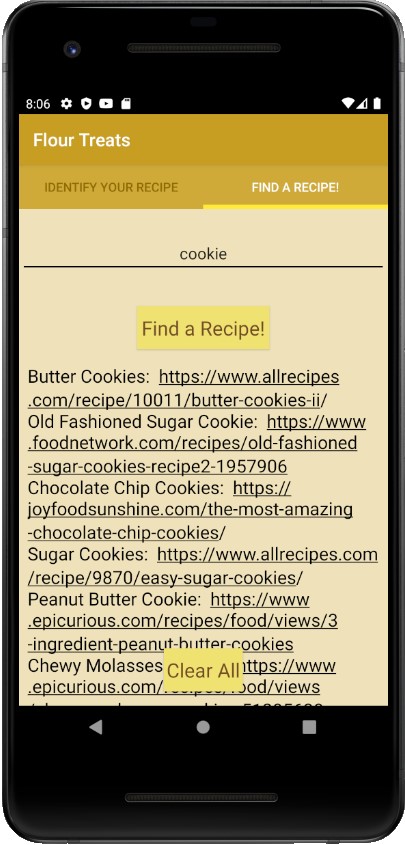 8:06
Flour Treats
IDENTIFY YOUR RECIPE
FIND A RECIPE!
cookie
Find a Recipe!
Butter Cookies: https://www.allrecipes
.com/recipe/10011/butter-cookies-ii/
Old Fashioned Sugar Cookie: https://www
.foodnetwork.com/recipes/old-fashioned
-sugar-cookies-recipe2-1957906
Chocolate Chip Cookies: https://
joyfoodsunshine.com/the-most-amazing
-chocolate-chip-cookies/
Sugar Cookies: https://www.allrecipes.com
/recipe/9870/easy-sugar-cookies/
Peanut Butter Cookie: https://www
.epicurious.com/recipes/food/views/3
-ingredient-peanut-butter-cookies
Chewy Molasses https://www
Clear All
.epicurious.com/recipes/food/views